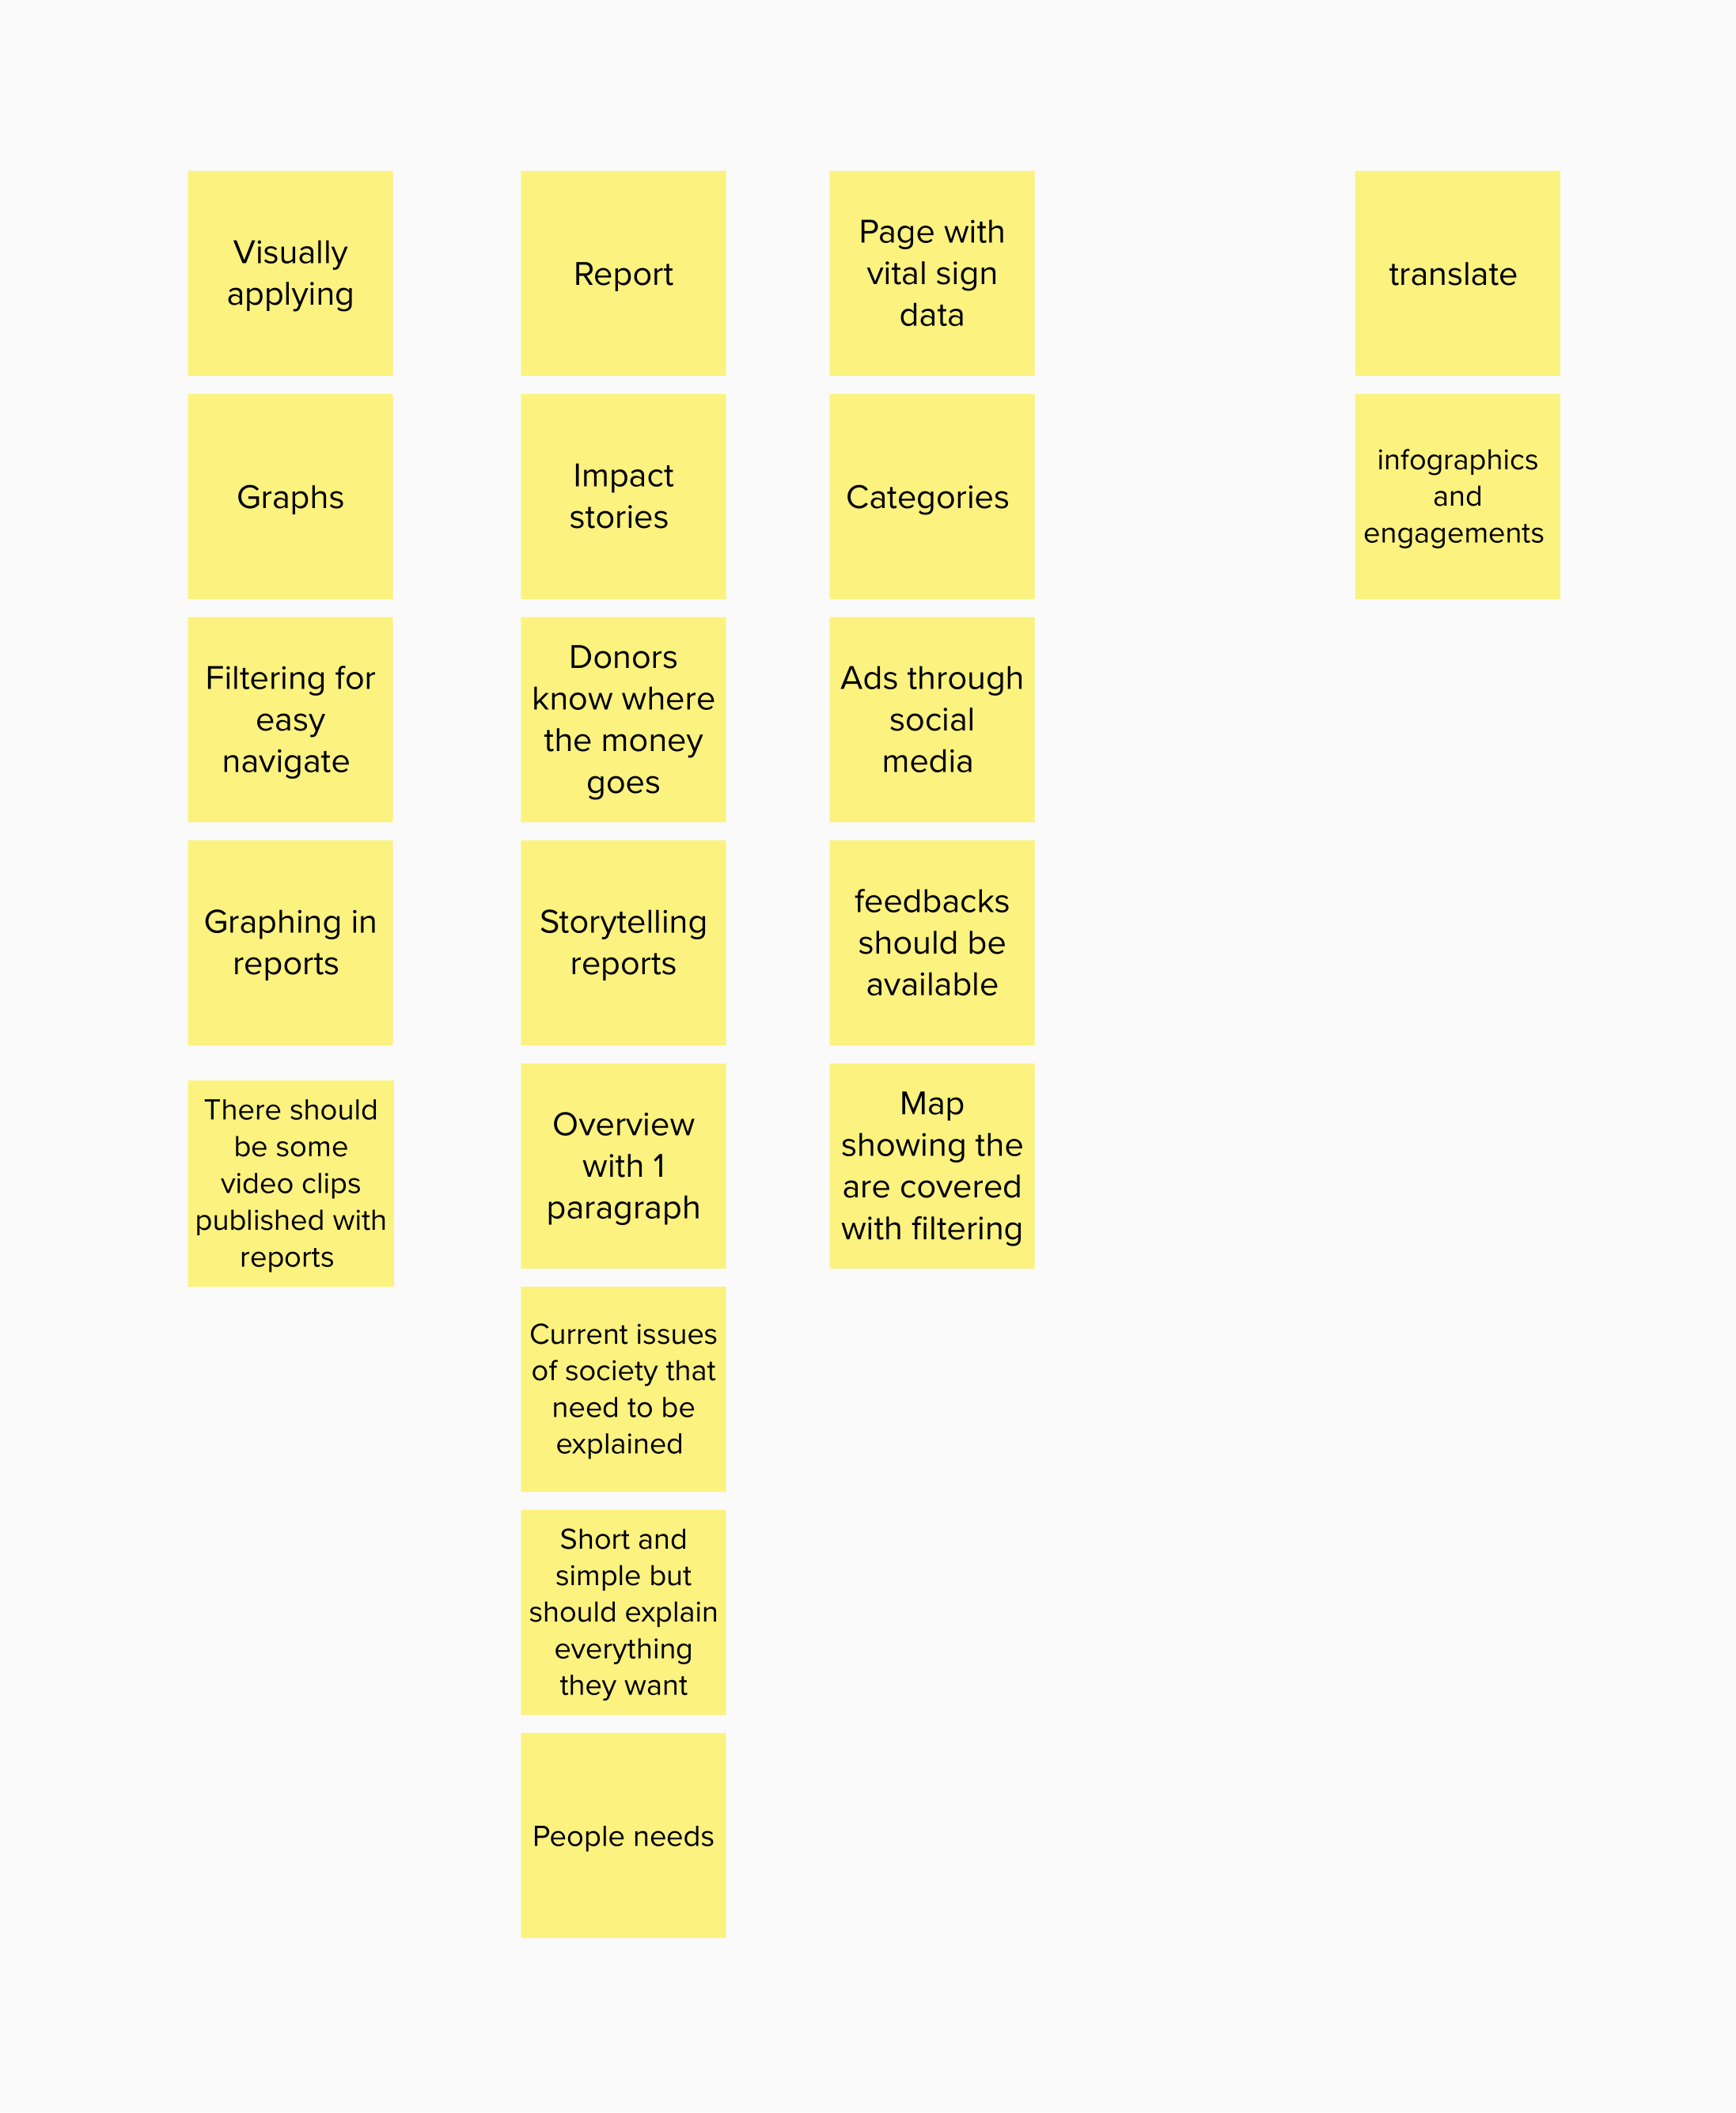 Visually
applying
Graphs
Filtering for
easy
navigate
Graphing in
reports
There should
be some
video clips
published with
reports
Report
Impact
stories
Donors
know where
the money
goes
Storytelling
reports
Overview
with 1
paragraph
Current issues
of society that
need to be
explained
Short and
simple but
should explain
everything
they want
People needs
Page with
vital sign
data
Categories
Ads through
social
media
feedbacks
should be
available
Map
showing the
are covered
with filtering
translate
infographics
and
engagements